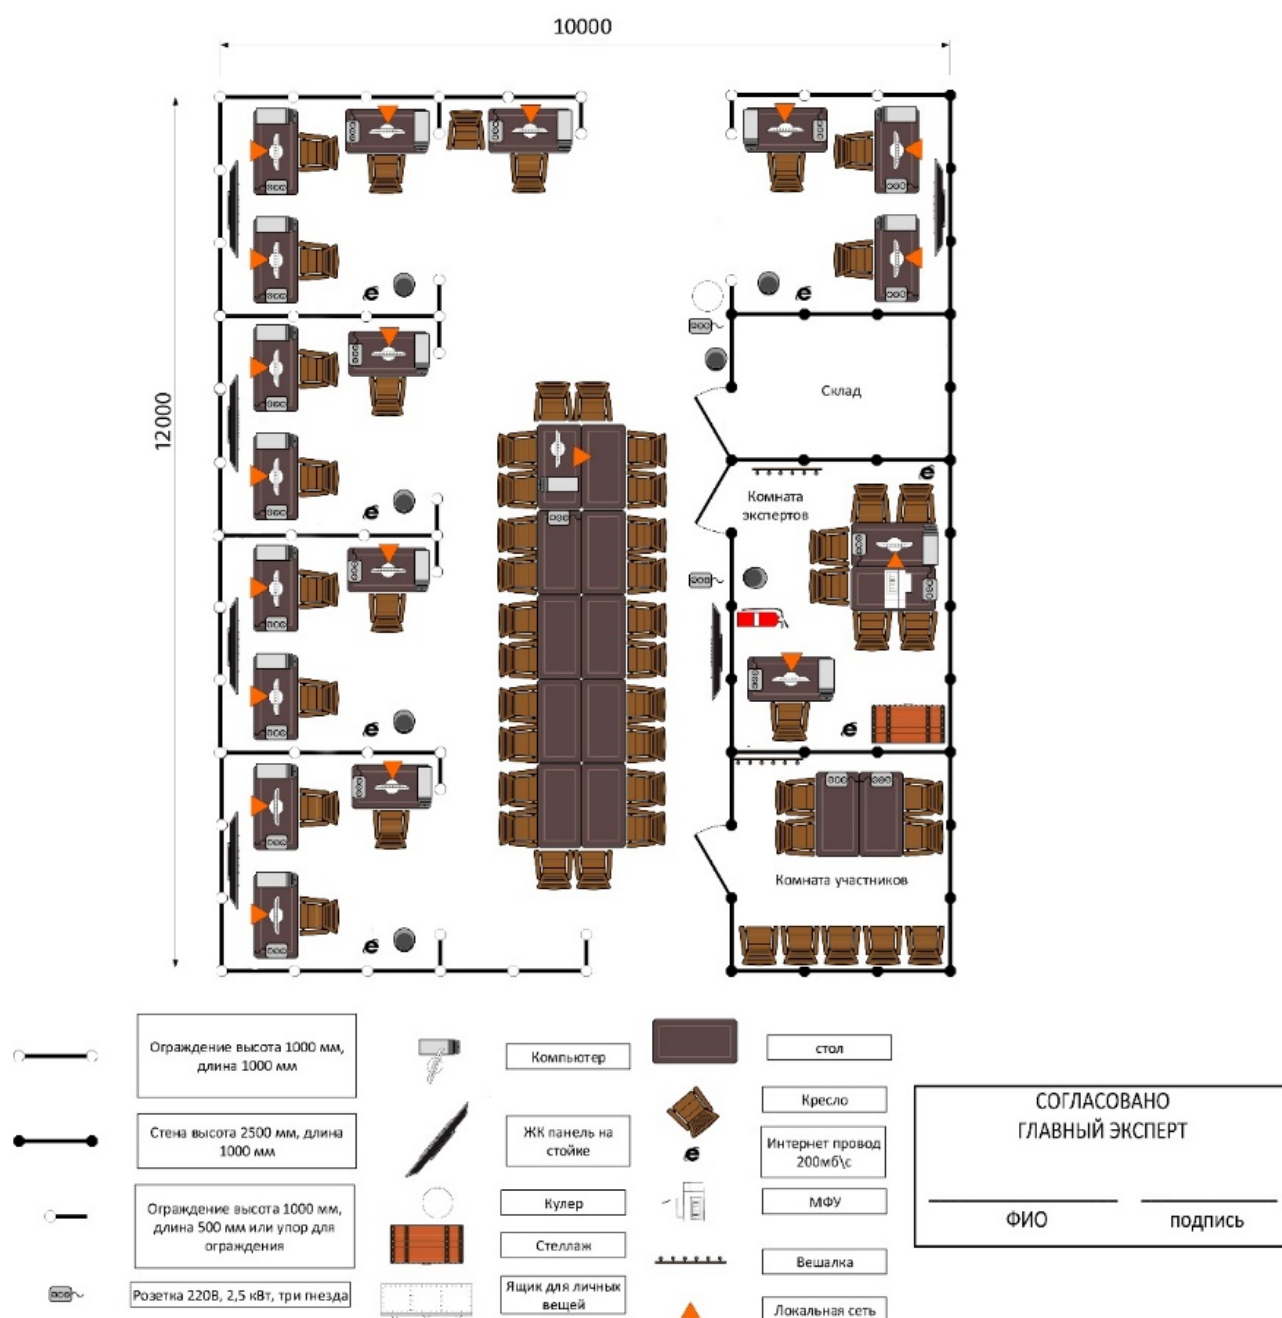 10000
12000
Склад
Комната
экспертов
Комната участников
Ограждение высота 1000 мм,
длина 1000 мм
Стена высота 2500 мм, длина
1000 мм
Ограждение высота 1000 мм,
длина 500 мм или упор для
ограждения
Розетка 220В, 2,5 кВт, три гнезда
Компьютер
ЖК панель на
стойке
Кулер
Стеллаж
Ящик для личных
вещей
стол
Кресло
Интернет провод
200мб\с
МФУ
Вешалка
Локальная сеть
СОГЛАСОВАНО
ГЛАВНЫЙ ЭКСПЕРТ
ФИО
подпись